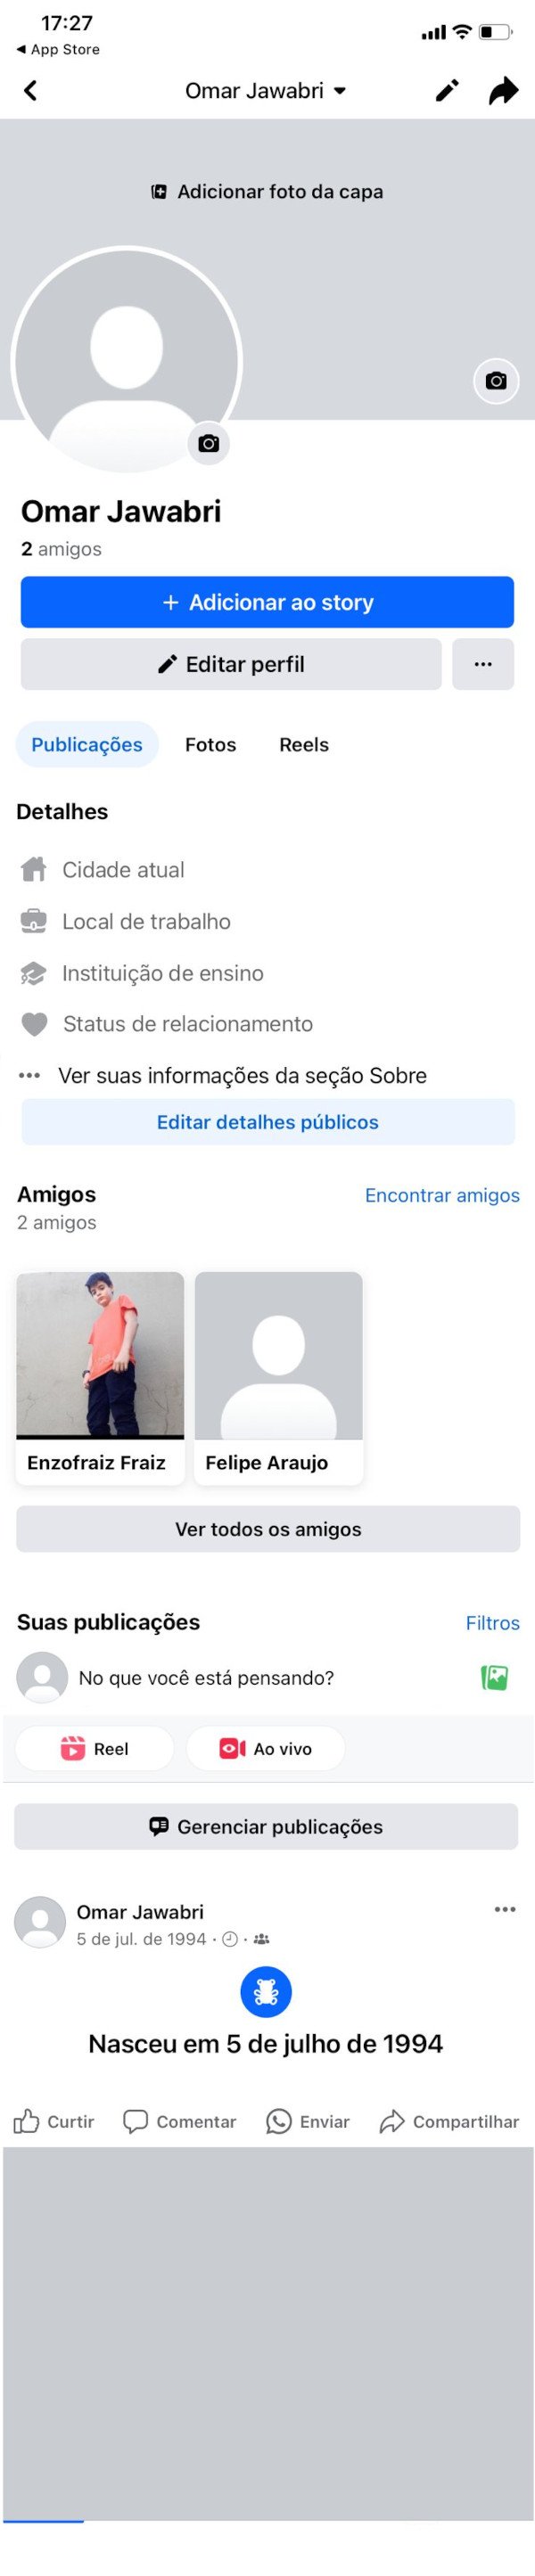 17:27
App Store
Omar Jawabri
Adicionar foto da capa
Omar Jawabri
2 amigos
+ Adicionar ao story
Editar perfil
Publicações Fotos Reels
Detalhes
Cidade atual
Local de trabalho
Instituição de ensino
Status de relacionamento
Ver suas informações da seção Sobre
Editar detalhes públicos
Amigos Encontrar amigos
2 amigos
Enzofraiz Fraiz Felipe Araujo
Ver todos os amigos
Suas publicações Filtros
No que você está pensando?
Reel Ao vivo
Gerenciar publicações
Omar Jawabri
5 de jul. de 1994
Nasceu em 5 de julho de 1994
Curtir Comentar Enviar Compartilhar